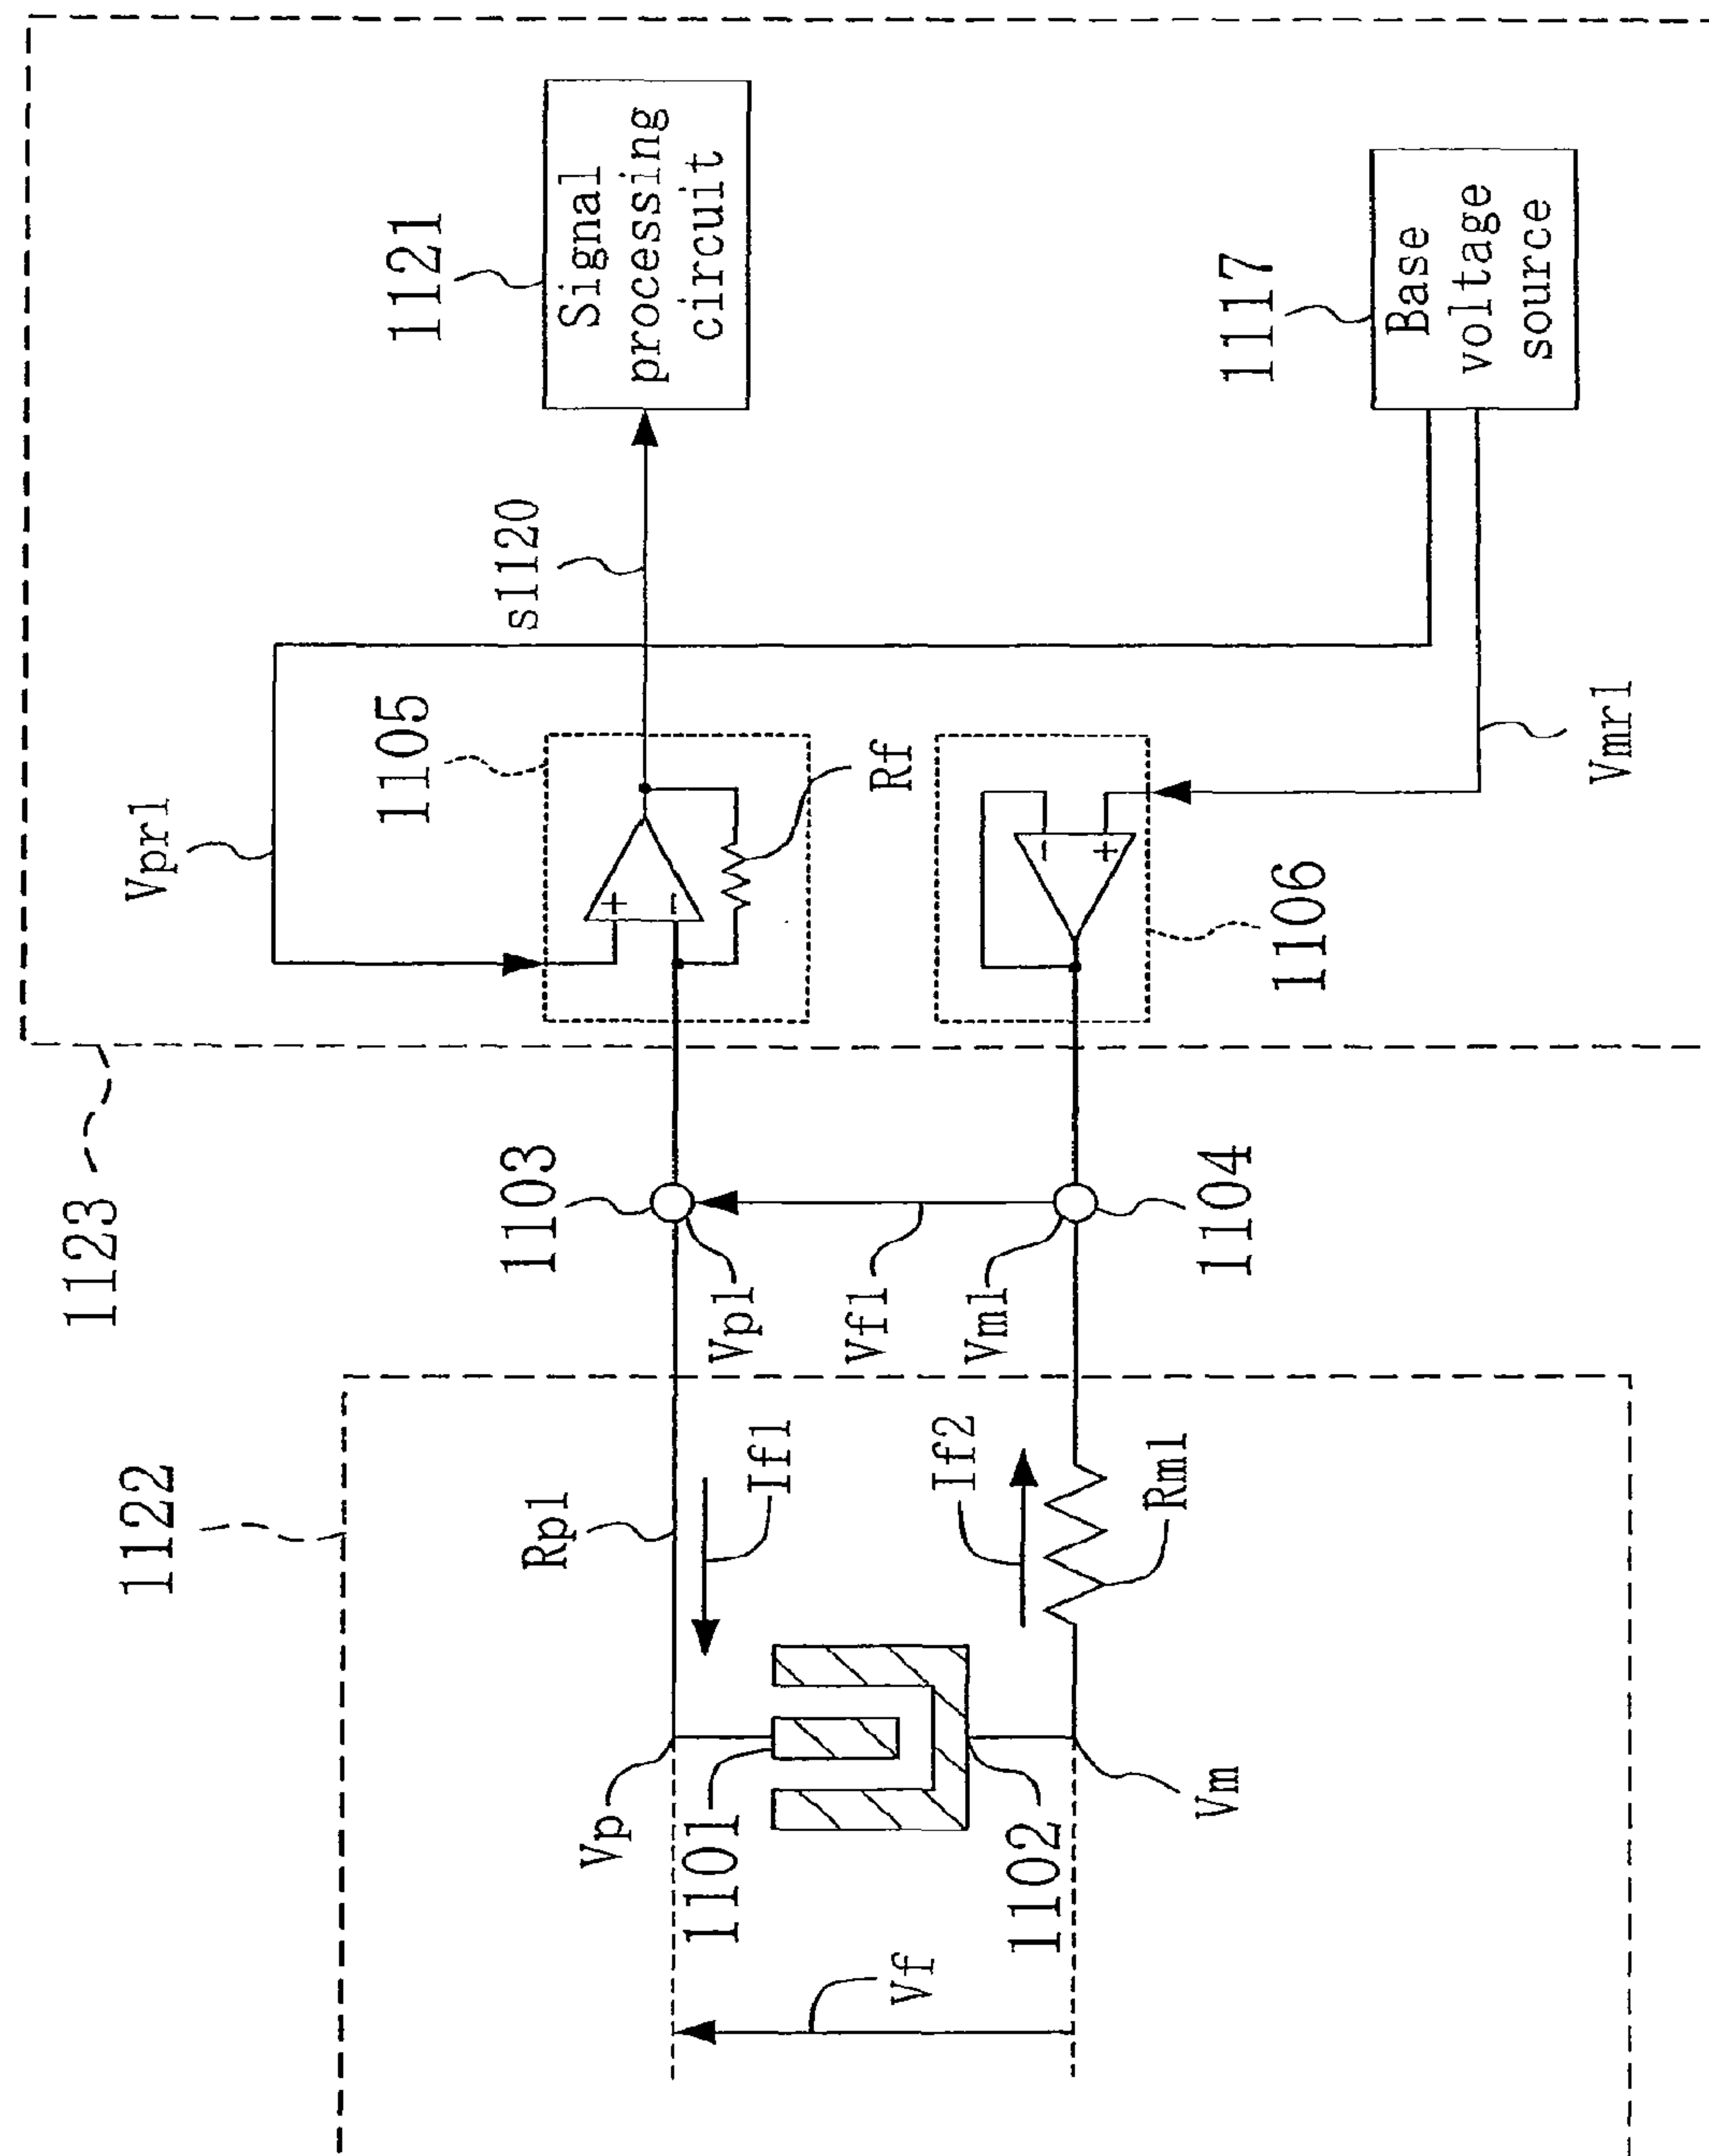 1123
1122
Vpr1
1105
s1120
1121
Signal
processing
circuit
Rf
1103
Vp1
Rp1
If1
Vp
1101
Vf1
Vf
1106
1104
Vm1
If2
Rm1
1102
Vm
Vmr1
1117
Base
voltage
source
+
−
−
+